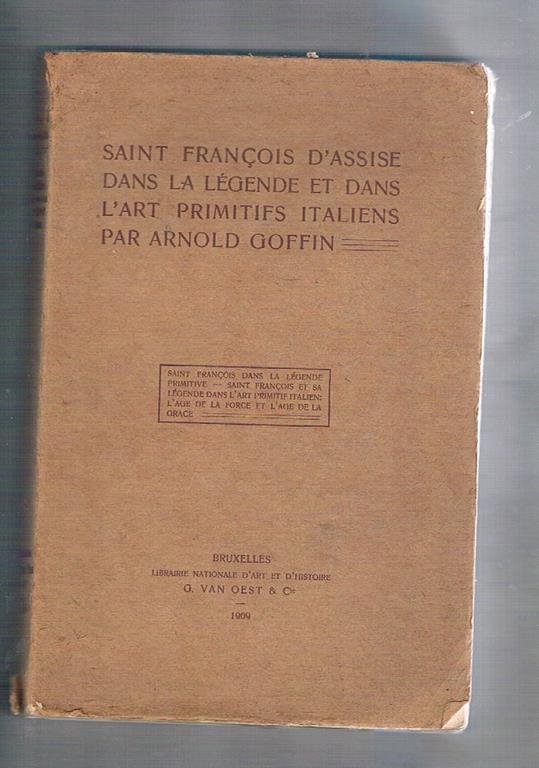 SAINT FRANÇOIS D'ASSISE
DANS LA LÉGENDE ET DANS
L'ART PRIMITIFS ITALIENS
PAR ARNOLD GOFFIN
SAINT FRANÇOIS DANS LA LÉGENDE
PRIMITIVE — SAINT FRANÇOIS ET SA
LÉGENDE DANS L'ART PRIMITIF ITALIEN:
L'AGE DE LA FORCE ET L'AGE DE LA
GRACE
BRUXELLES
LIBRAIRIE NATIONALE D'ART ET D'HISTOIRE
G. VAN OEST & Cie
1909